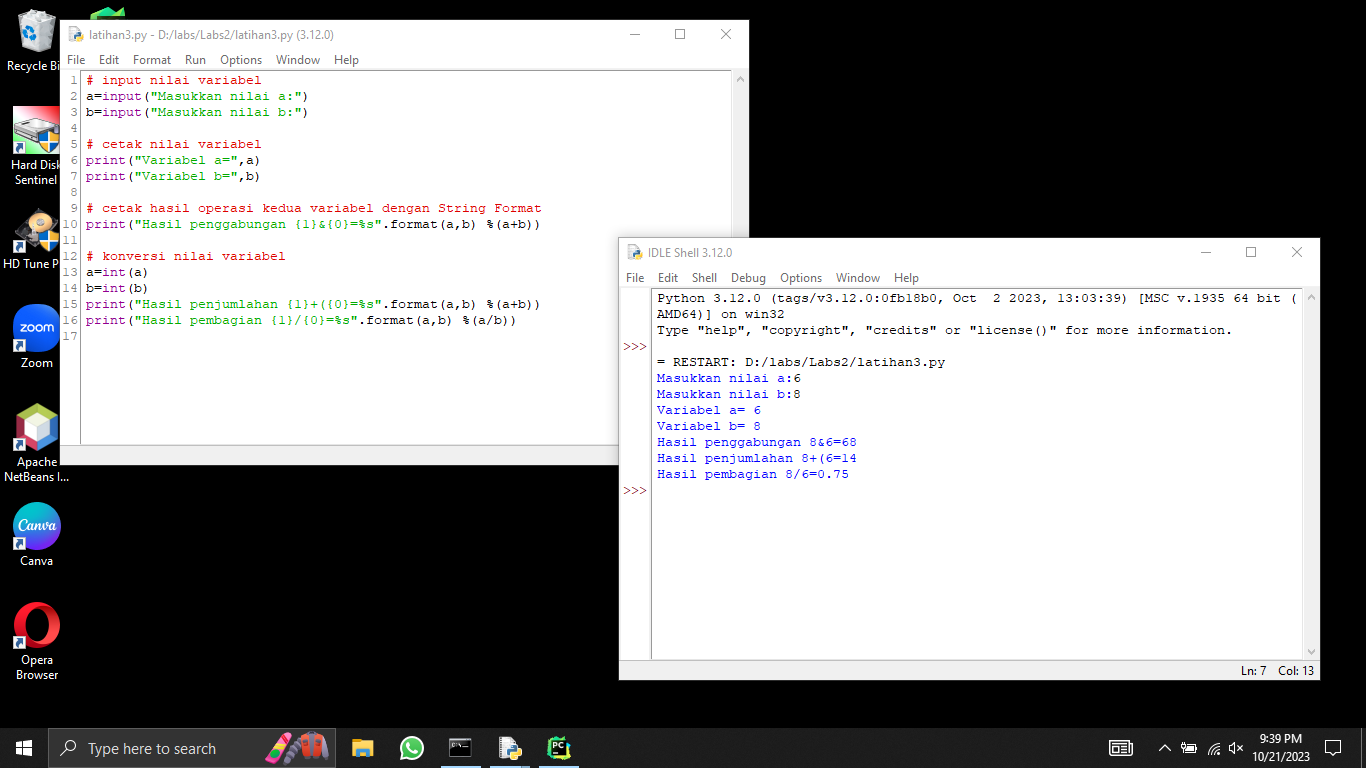 Recycle Bi
Hard Disk
Sentinel
HD Tune P
zoom
Zoom
Apache
NetBeans I...
Canva
Canva
Opera
Browser
latihan3.py - D:/labs/Labs2/latihan3.py (3.12.0)
File Edit Format Run Options Window Help
1 # input nilai variabel
2 a=input("Masukkan nilai a:")
3 b=input("Masukkan nilai b:")
4
5 # cetak nilai variabel
6 print("Variabel a=",a)
7 print("Variabel b=",b)
8
9 # cetak hasil operasi kedua variabel dengan String Format
10 print("Hasil penggabungan {1}&{0}=%s".format(a,b) %(a+b))
11
12 # konversi nilai variabel
13 a=int(a)
14 b=int(b)
15 print("Hasil penjumlahan {1}+({0}=%s".format(a,b) %(a+b))
16 print("Hasil pembagian {1}/{0}=%s".format(a,b) %(a/b))
17
IDLE Shell 3.12.0
File Edit Shell Debug Options Window Help
Python 3.12.0 (tags/v3.12.0:0fb18b0, Oct  2 2023, 13:03:39) [MSC v.1935 64 bit (
AMD64)] on win32
Type "help", "copyright", "credits" or "license()" for more information.
>>>
= RESTART: D:/labs/Labs2/latihan3.py
Masukkan nilai a:6
Masukkan nilai b:8
Variabel a= 6
Variabel b= 8
Hasil penggabungan 8&6=68
Hasil penjumlahan 8+(6=14
Hasil pembagian 8/6=0.75
>>>
Ln: 7 Col: 13
Type here to search
PC
9:39 PM
10/21/2023